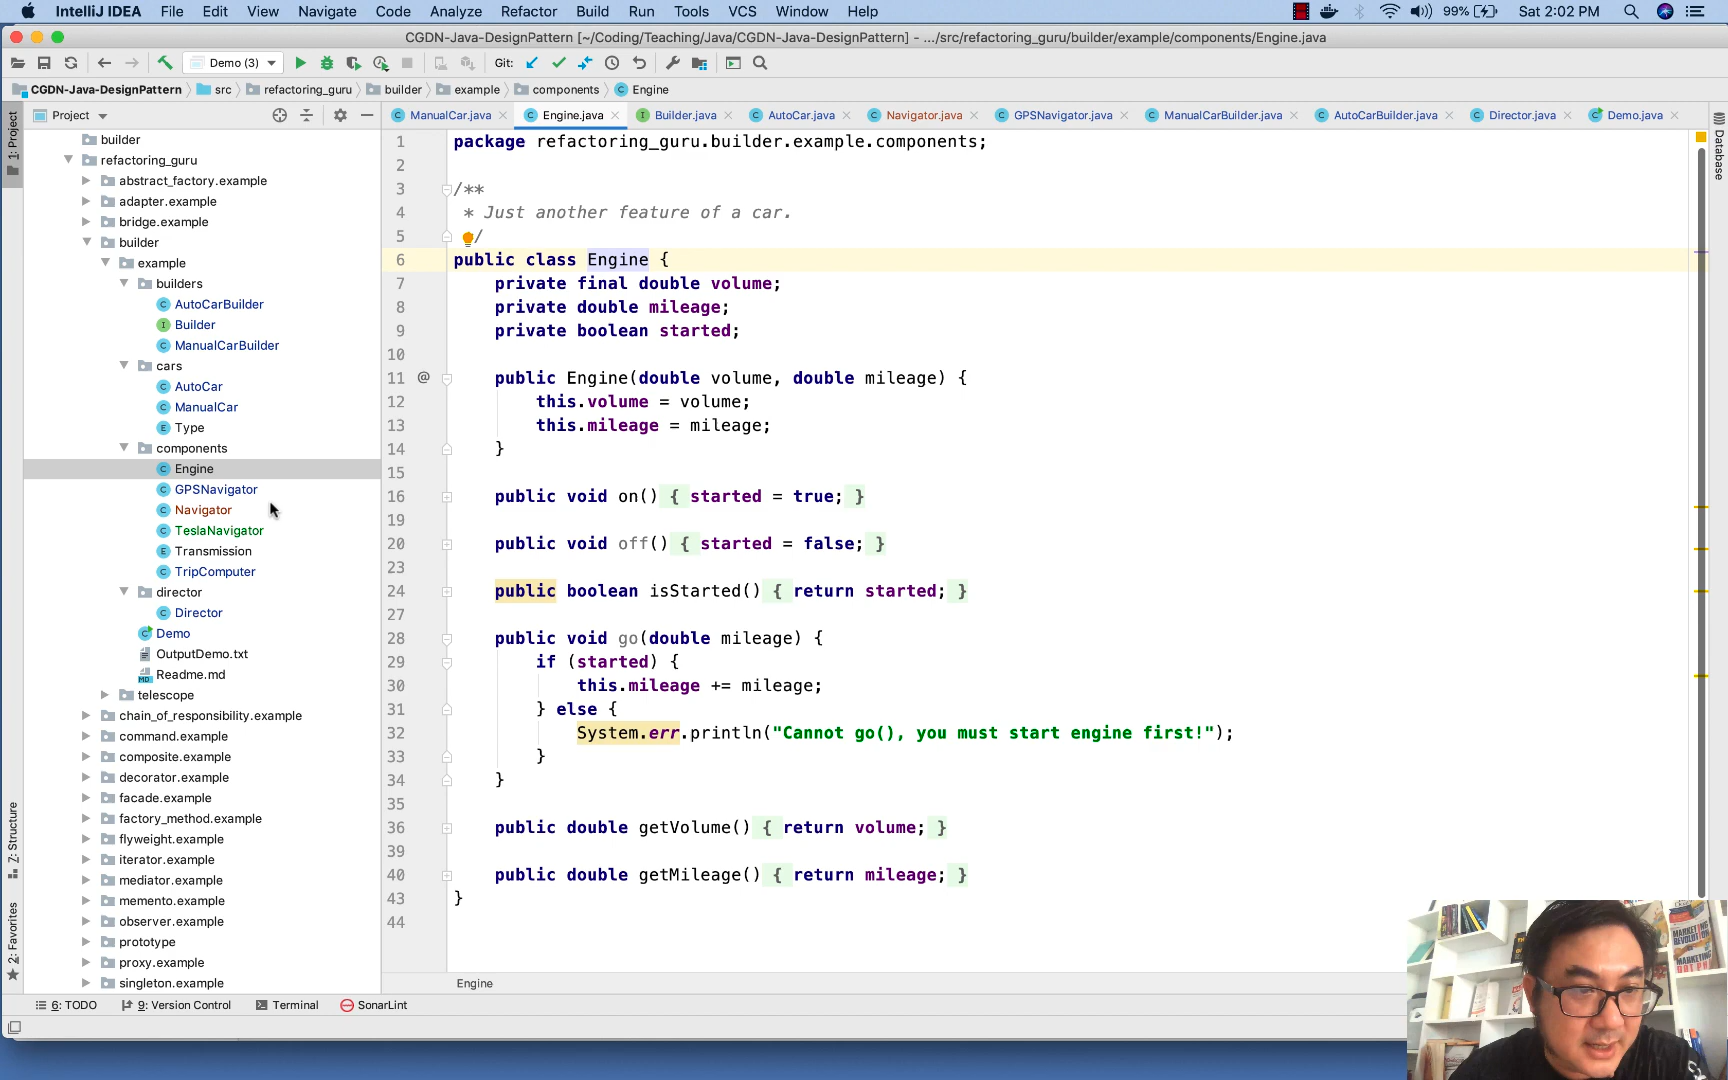 IntelliJ IDEA File Edit View Navigate Code Analyze Refactor Build Run Tools VCS Window Help 99% Sat 2:02 PM
CGDN-Java-DesignPattern [~/Coding/Teaching/Java/CGDN-Java-DesignPattern] - .../src/refactoring_guru/builder/example/components/Engine.java
Demo (3) Git:
CGDN-Java-DesignPattern src refactoring_guru builder example components Engine
1: Project
Project
ManualCar.java Engine.java Builder.java AutoCar.java Navigator.java GPSNavigator.java ManualCarBuilder.java AutoCarBuilder.java Director.java Demo.java
Database
builder
refactoring_guru
abstract_factory.example
adapter.example
bridge.example
builder
example
builders
AutoCarBuilder
Builder
ManualCarBuilder
cars
AutoCar
ManualCar
Type
components
Engine
GPSNavigator
Navigator
TeslaNavigator
Transmission
TripComputer
director
Director
Demo
OutputDemo.txt
Readme.md
telescope
chain_of_responsibility.example
command.example
composite.example
decorator.example
facade.example
factory_method.example
flyweight.example
iterator.example
mediator.example
memento.example
observer.example
prototype
proxy.example
singleton.example
Z: Structure
2: Favorites
1 package refactoring_guru.builder.example.components;
2
3 /**
4 * Just another feature of a car.
5 */
6 public class Engine {
7 private final double volume;
8 private double mileage;
9 private boolean started;
10
11 @ public Engine(double volume, double mileage) {
12 this.volume = volume;
13 this.mileage = mileage;
14 }
15
16 public void on() { started = true; }
19
20 public void off() { started = false; }
23
24 public boolean isStarted() { return started; }
27
28 public void go(double mileage) {
29 if (started) {
30 this.mileage += mileage;
31 } else {
32 System.err.println("Cannot go(), you must start engine first!");
33 }
34 }
35
36 public double getVolume() { return volume; }
39
40 public double getMileage() { return mileage; }
43 }
44
Engine
6: TODO 9: Version Control Terminal SonarLint
MARKETING
REVOLUTION